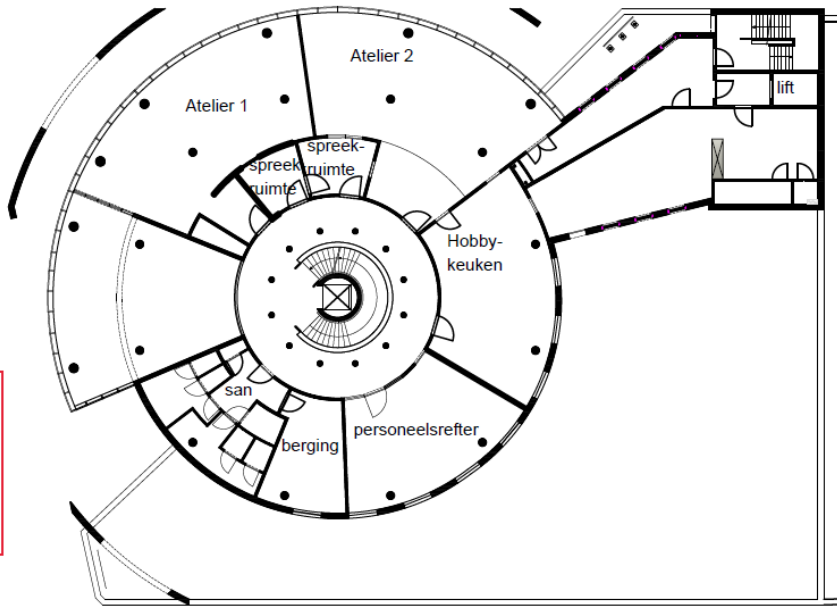 Atelier 2
lift
Atelier 1
spreek-
ruimte
spreek
ruimte
Hobby-
keuken
san
berging
personeelsrefter